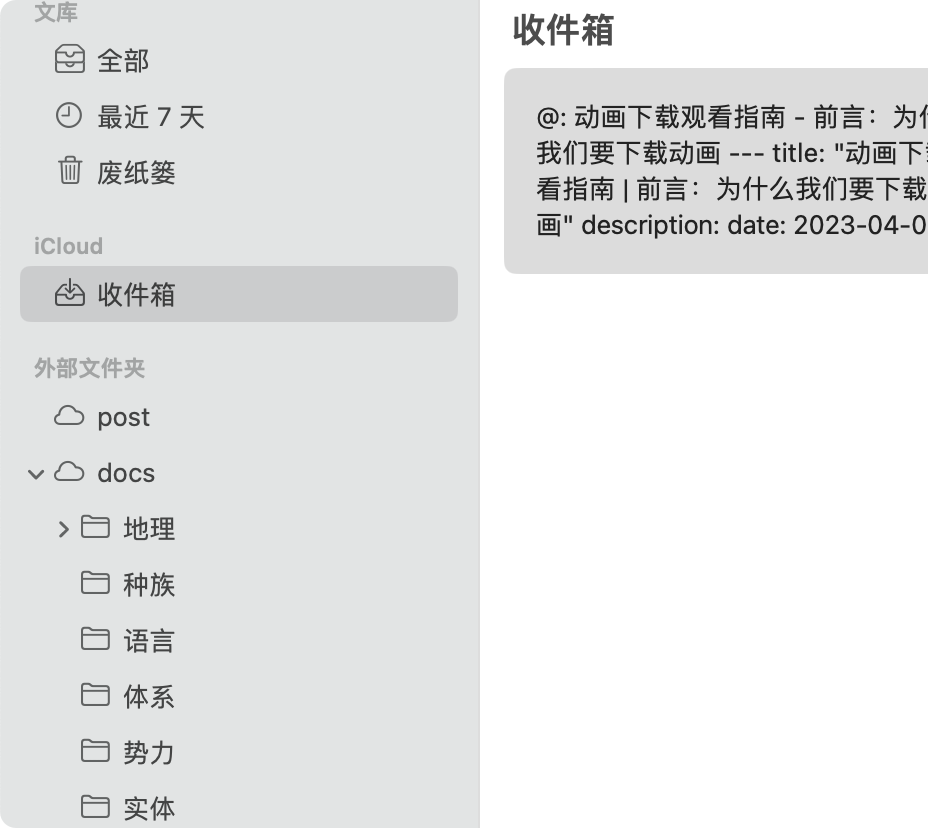 文库
全部
最近 7 天
废纸篓
iCloud
收件箱
外部文件夹
post
docs
地理
种族
语言
体系
势力
实体
收件箱
@: 动画下载观看指南 - 前言：为什
我们要下载动画 --- title: "动画下载
看指南 | 前言：为什么我们要下载
画" description: date: 2023-04-0